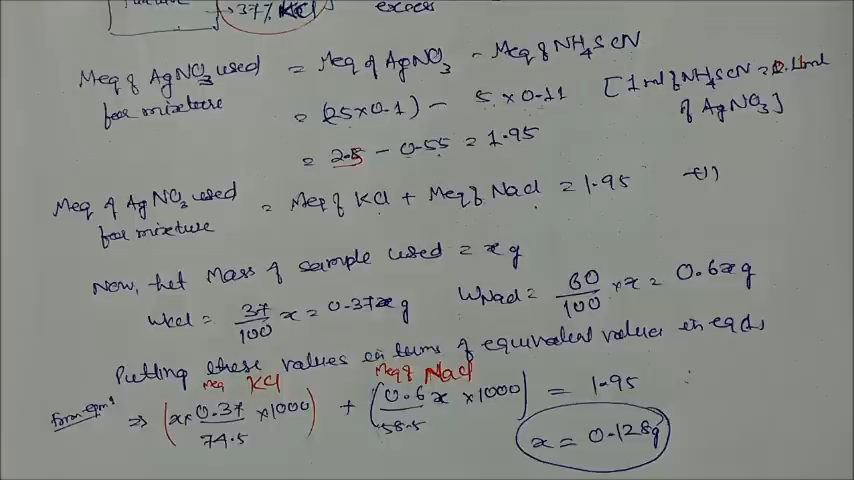 → 37% KCl excess
Meq of AgNO3 used = Meq of AgNO3 - Meq of NH4SCN
for mixture = (25×0.1) - 5×0.11 [1 ml of NH4SCN = 0.11ml
of AgNO3]
= 2.5 - 0.55 = 1.95
Meq of AgNO3 used = Meq of KCl + Meq of NaCl = 1.95 -(1)
for mixture
Now, let Mass of sample used = x g
WKCl = 37/100 x = 0.37x g WNaCl = 60/100 × x = 0.6x g
Putting these values in terms of equivalent values in eq(1)
Meq KCl Meq of NaCl
from eqn 1 ⇒ (x×0.37/74.5 ×1000) + (0.6x/58.5 ×1000) = 1.95
x = 0.128g